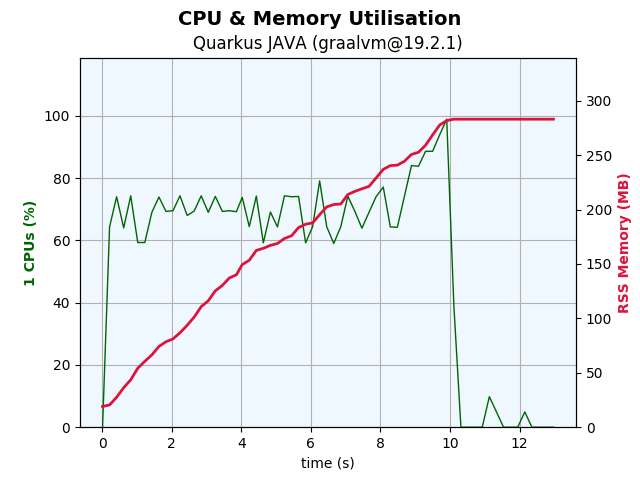 CPU & Memory Utilisation
Quarkus JAVA (graalvm@19.2.1)
1 CPUs (%)
100
80
60
40
20
0
300
250
200
150
100
50
0
RSS Memory (MB)
0 2 4 6 8 10 12
time (s)